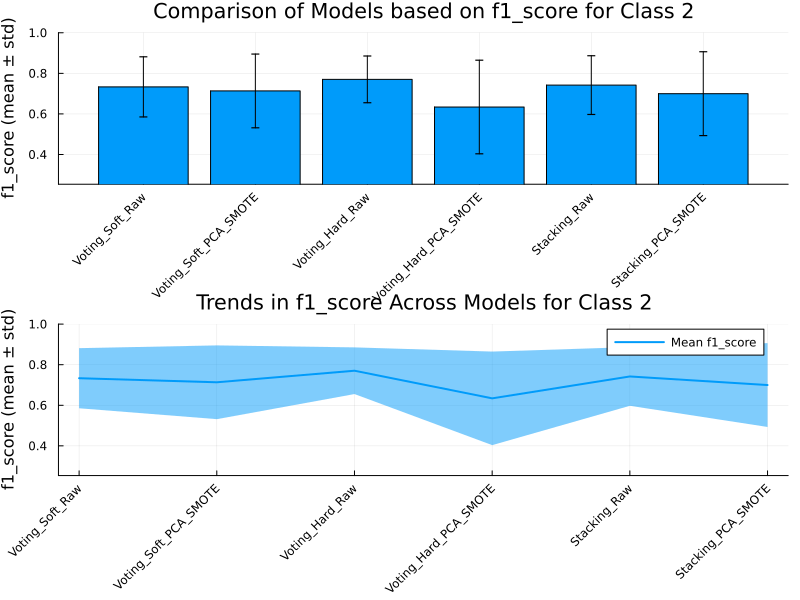 Comparison of Models based on f1_score for Class 2
f1_score (mean ± std)
1.0
0.8
0.6
0.4
Voting_Soft_Raw
Voting_Soft_PCA_SMOTE
Voting_Hard_Raw
Voting_Hard_PCA_SMOTE
Stacking_Raw
Stacking_PCA_SMOTE
Trends in f1_score Across Models for Class 2
f1_score (mean ± std)
1.0
0.8
0.6
0.4
Mean f1_score
Voting_Soft_Raw
Voting_Soft_PCA_SMOTE
Voting_Hard_Raw
Voting_Hard_PCA_SMOTE
Stacking_Raw
Stacking_PCA_SMOTE